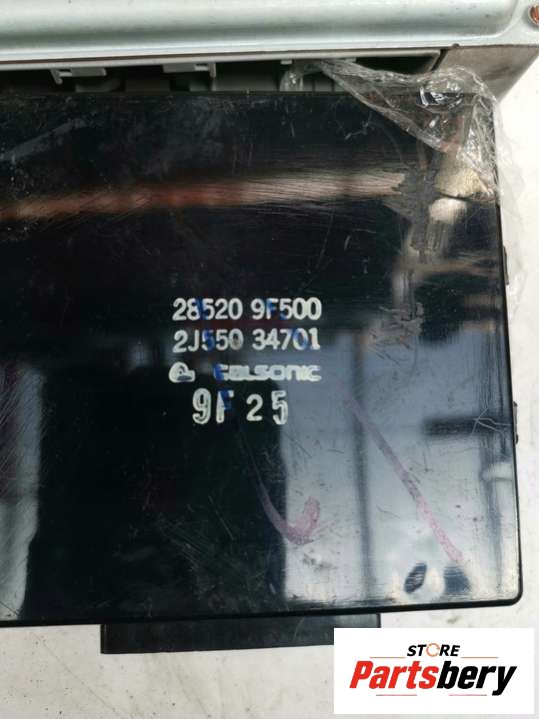 28520 9F500
2J550 34701
CALSONIC
9F25
STORE
Partsbery